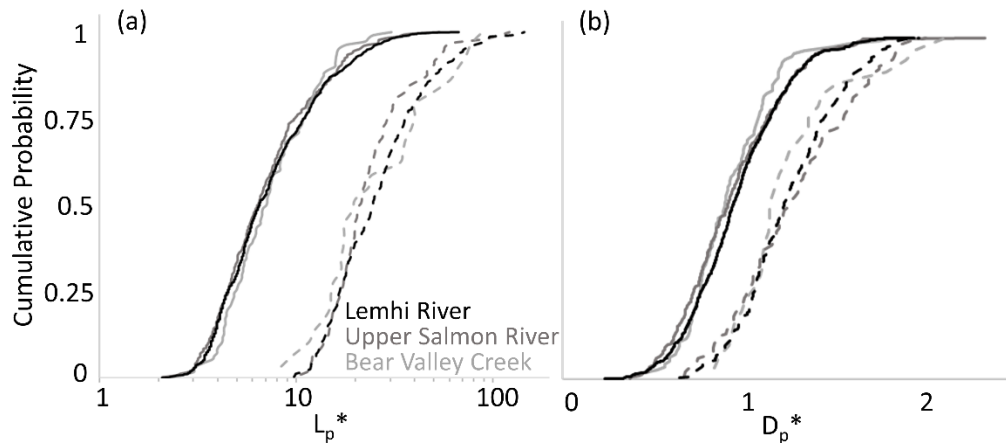 (a)
(b)
Cumulative Probability
1
0.75
0.5
0.25
0
Lemhi River
Upper Salmon River
Bear Valley Creek
1
10
100
Lp*
0
1
2
Dp*